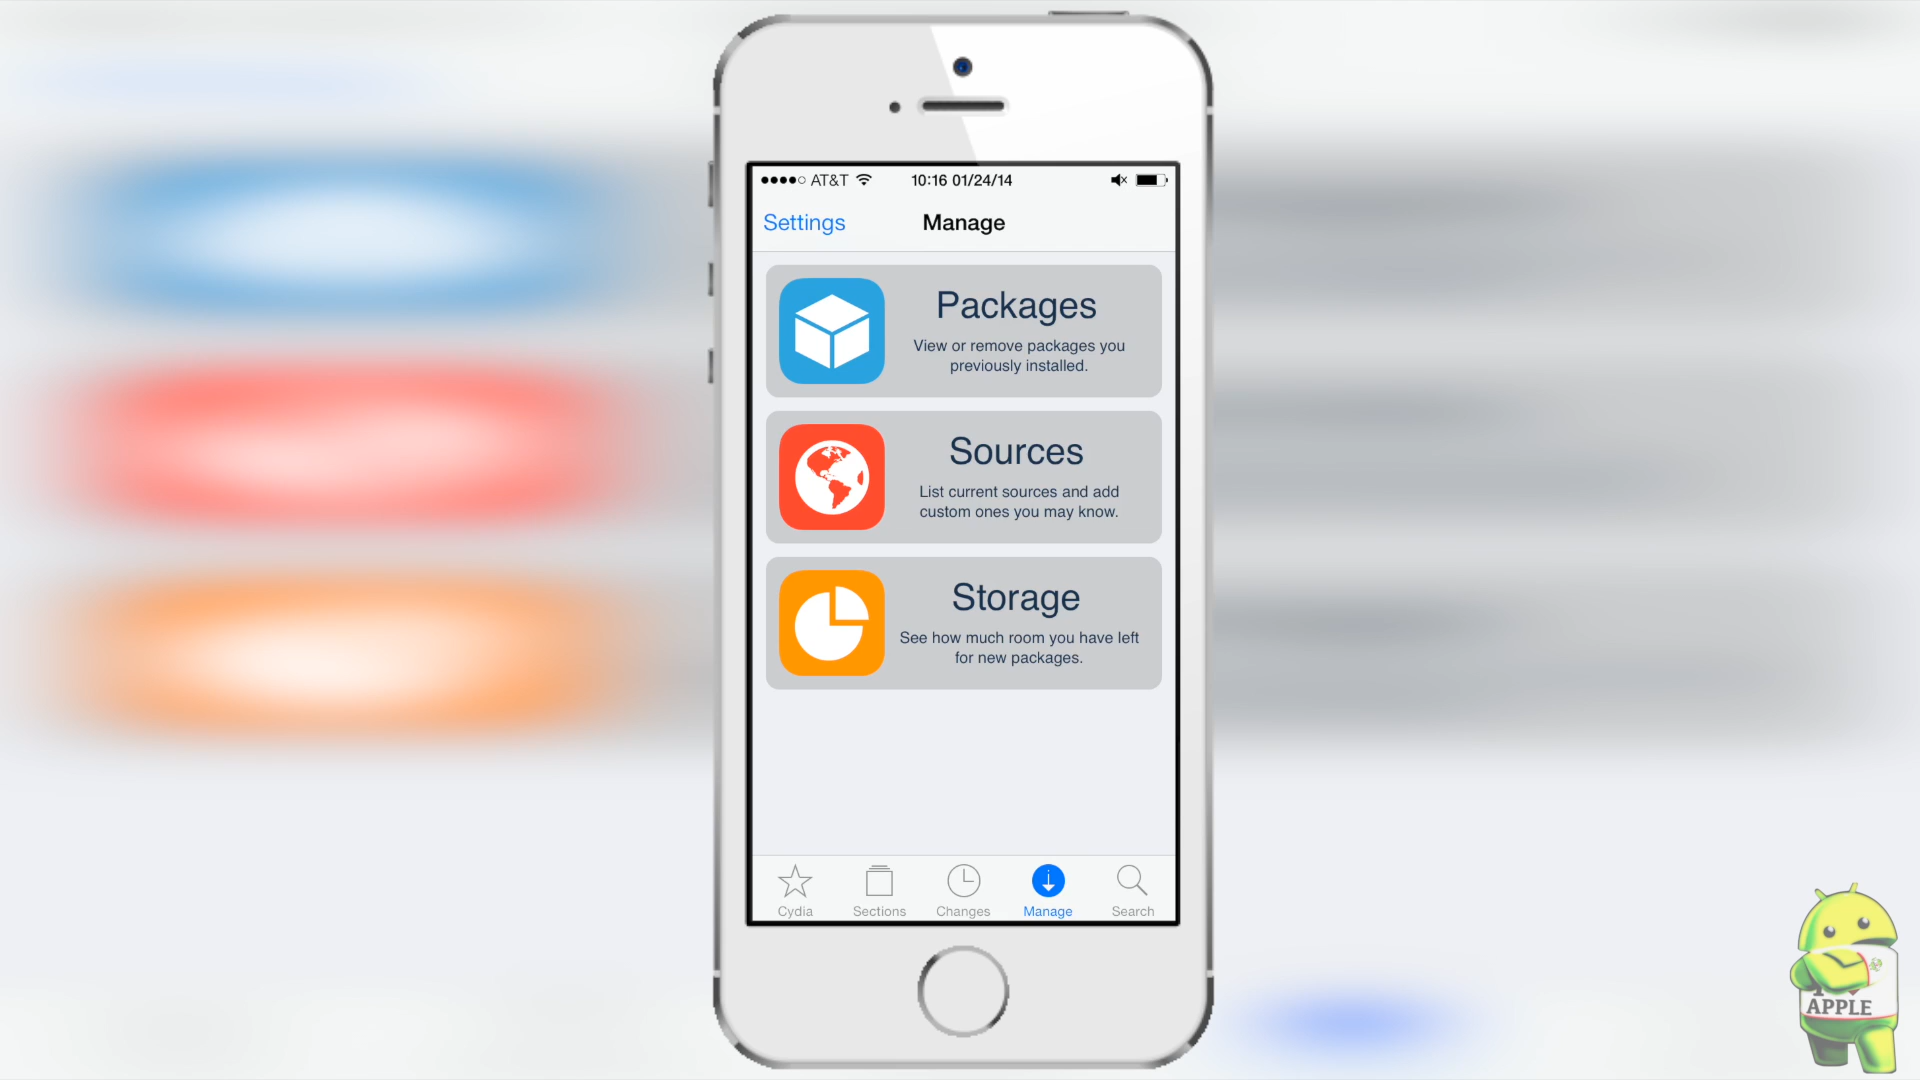 AT&T 10:16 01/24/14
Settings Manage
Packages
View or remove packages you
previously installed.
Sources
List current sources and add
custom ones you may know.
Storage
See how much room you have left
for new packages.
Cydia Sections Changes Manage Search
I
APPLE